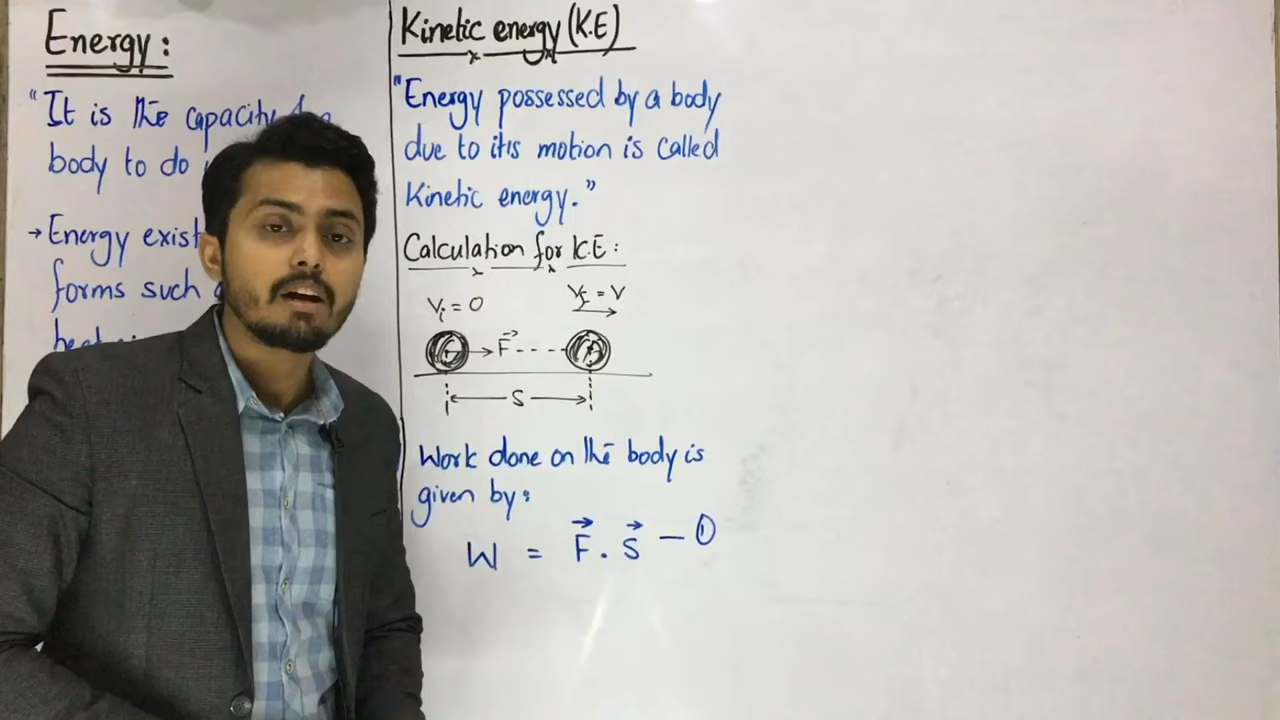 Energy:
"It is the capacity
body to do
→ Energy exist
forms such
Kinetic energy (K.E)
"Energy possessed by a body
due to it's motion is called
Kinetic energy."
Calculation for K.E:
Vi = 0
Vf = V
F
S
Work done on the body is
given by:
W = F . S — ①